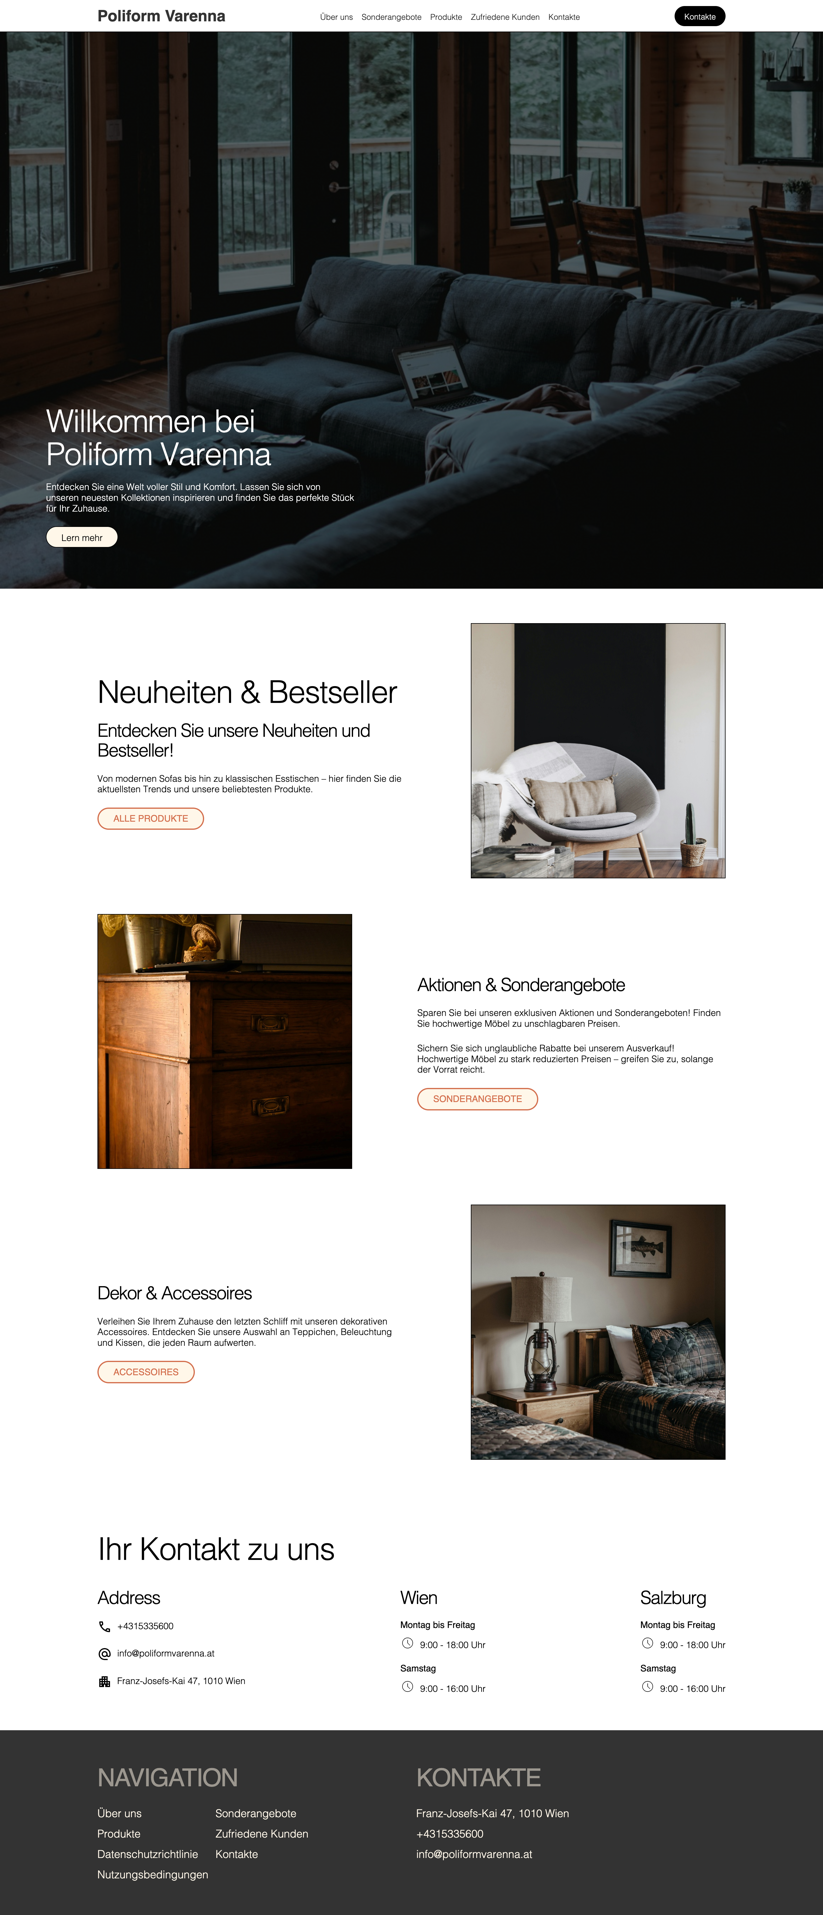 Poliform Varenna
Über uns Sonderangebote Produkte Zufriedene Kunden Kontakte
Kontakte
Willkommen bei
Poliform Varenna
Entdecken Sie eine Welt voller Stil und Komfort. Lassen Sie sich von
unseren neuesten Kollektionen inspirieren und finden Sie das perfekte Stück
für Ihr Zuhause.
Lern mehr
Neuheiten & Bestseller
Entdecken Sie unsere Neuheiten und
Bestseller!
Von modernen Sofas bis hin zu klassischen Esstischen – hier finden Sie die
aktuellsten Trends und unsere beliebtesten Produkte.
ALLE PRODUKTE
Aktionen & Sonderangebote
Sparen Sie bei unseren exklusiven Aktionen und Sonderangeboten! Finden
Sie hochwertige Möbel zu unschlagbaren Preisen.
Sichern Sie sich unglaubliche Rabatte bei unserem Ausverkauf!
Hochwertige Möbel zu stark reduzierten Preisen – greifen Sie zu, solange
der Vorrat reicht.
SONDERANGEBOTE
Dekor & Accessoires
Verleihen Sie Ihrem Zuhause den letzten Schliff mit unseren dekorativen
Accessoires. Entdecken Sie unsere Auswahl an Teppichen, Beleuchtung
und Kissen, die jeden Raum aufwerten.
ACCESSOIRES
Ihr Kontakt zu uns
Address
+4315335600
info@poliformvarenna.at
Franz-Josefs-Kai 47, 1010 Wien
Wien
Montag bis Freitag
9:00 - 18:00 Uhr
Samstag
9:00 - 16:00 Uhr
Salzburg
Montag bis Freitag
9:00 - 18:00 Uhr
Samstag
9:00 - 16:00 Uhr
NAVIGATION
Über uns
Produkte
Datenschutzrichtlinie
Nutzungsbedingungen
Sonderangebote
Zufriedene Kunden
Kontakte
KONTAKTE
Franz-Josefs-Kai 47, 1010 Wien
+4315335600
info@poliformvarenna.at